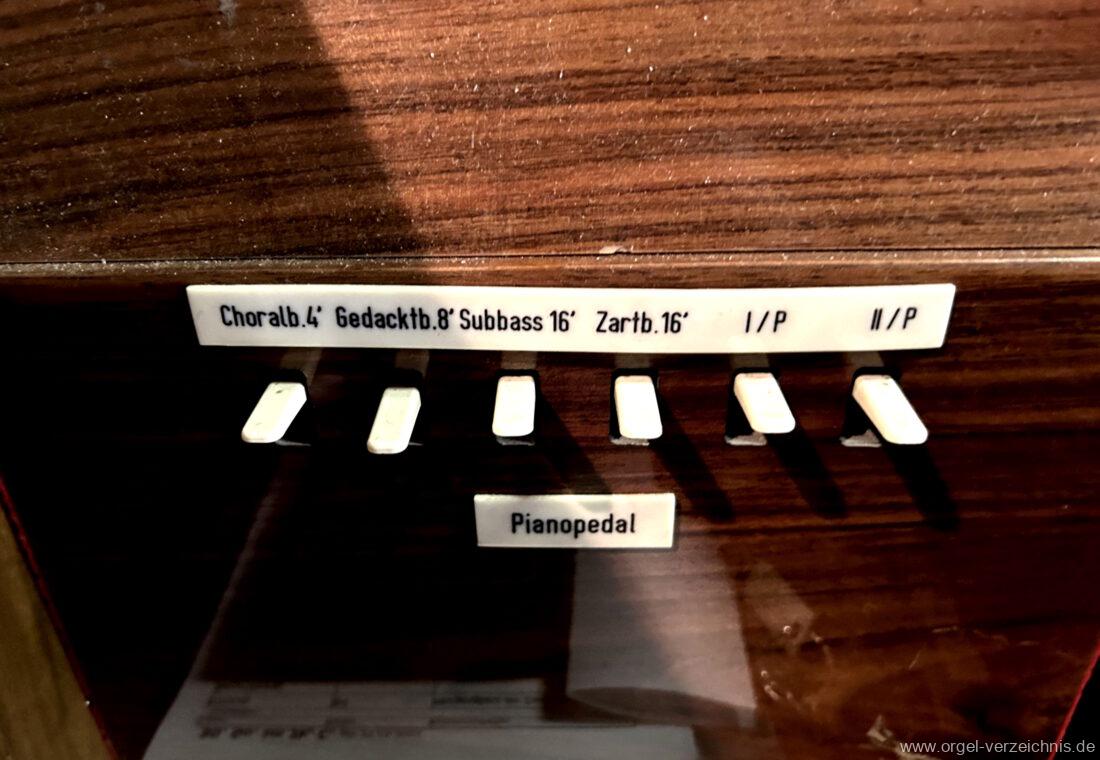 Choralb.4' Gedacktb.8' Subbass 16' Zartb.16' I/P II/P
Pianopedal
www.orgel-verzeichnis.de